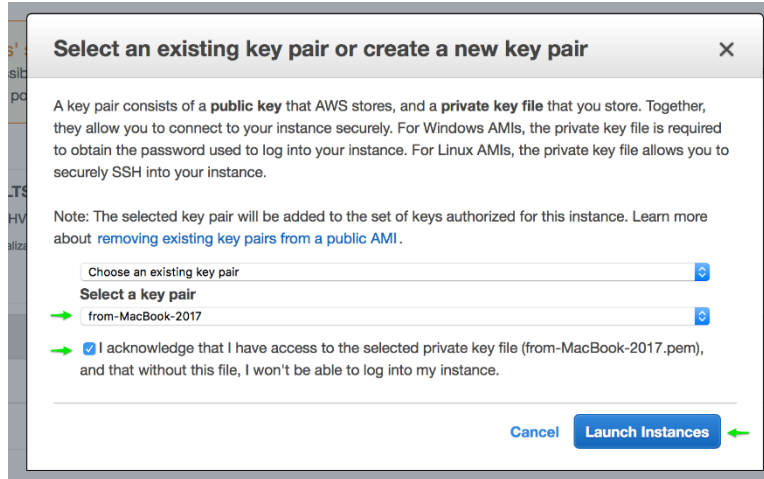 Select an existing key pair or create a new key pair
A key pair consists of a public key that AWS stores, and a private key file that you store. Together,
they allow you to connect to your instance securely. For Windows AMIs, the private key file is required
to obtain the password used to log into your instance. For Linux AMIs, the private key file allows you to
securely SSH into your instance.
Note: The selected key pair will be added to the set of keys authorized for this instance. Learn more
about removing existing key pairs from a public AMI.
Choose an existing key pair
Select a key pair
from-MacBook-2017
I acknowledge that I have access to the selected private key file (from-MacBook-2017.pem),
and that without this file, I won't be able to log into my instance.
Cancel Launch Instances